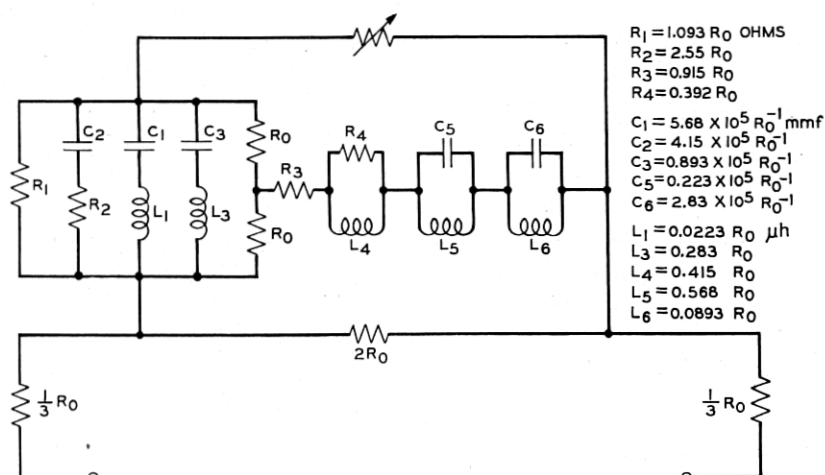 R1 = 1.093 R0 OHMS
R2 = 2.55 R0
R3 = 0.915 R0
R4 = 0.392 R0
C1 = 5.68 X 10^5 R0^-1 mmf
C2 = 4.15 X 10^5 R0^-1
C3 = 0.893 X 10^5 R0^-1
C5 = 0.223 X 10^5 R0^-1
C6 = 2.83 X 10^5 R0^-1
L1 = 0.0223 R0 μh
L3 = 0.283 R0
L4 = 0.415 R0
L5 = 0.568 R0
L6 = 0.0893 R0
C2
C1
C3
R0
R4
C5
C6
R3
R1
R2
L1
L3
R0
L4
L5
L6
2R0
1/3 R0
1/3 R0